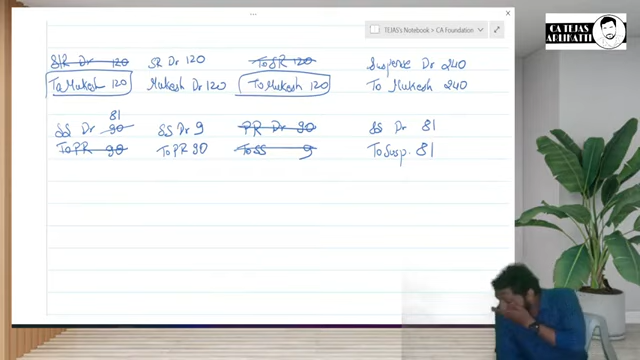 TEJAS's Notebook > CA Foundation
CA TEJAS
ARLIKATTI
SR Dr 120 SR Dr 120 To SR 120 Suspense Dr 240
To Mukesh 120 Mukesh Dr 120 To Mukesh 120 To Mukesh 240
81
SS Dr 90 SS Dr 9 PR Dr 90 SS Dr 81
To PR 90 To PR 90 To SS 9 To Susp. 81